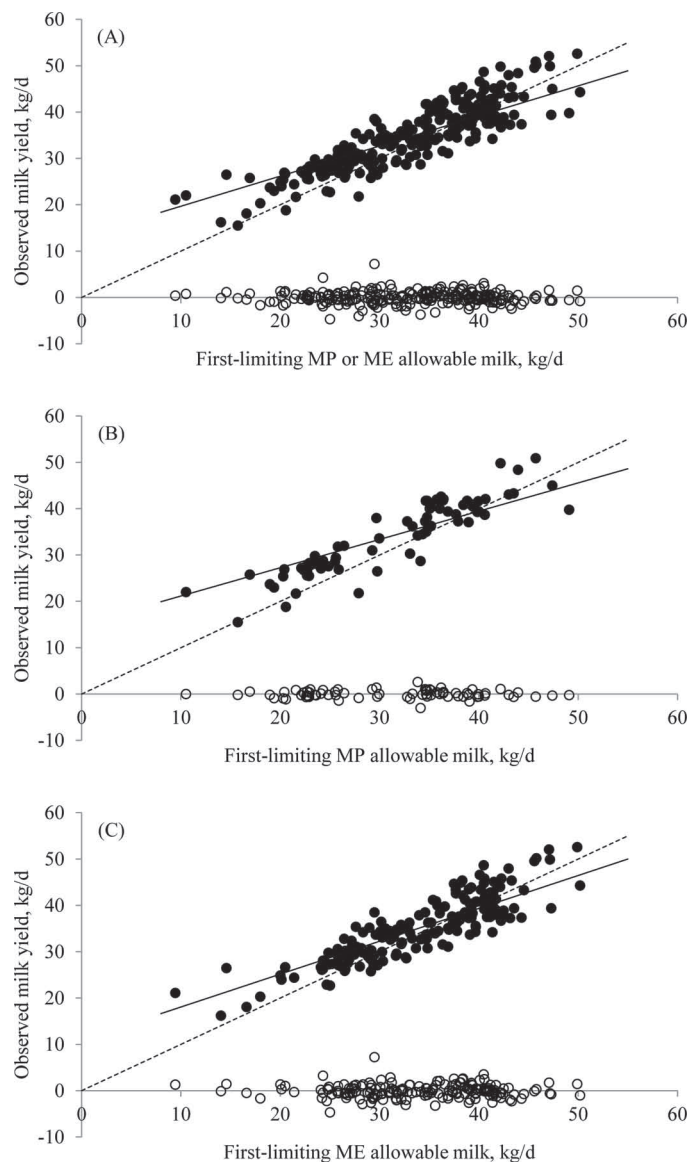 60
(A)
50
40
30
20
10
0
0 10 20 30 40 50 60
-10
Observed milk yield, kg/d
First-limiting MP or ME allowable milk, kg/d
60
(B)
50
40
30
20
10
0
0 10 20 30 40 50 60
-10
Observed milk yield, kg/d
First-limiting MP allowable milk, kg/d
60
(C)
50
40
30
20
10
0
0 10 20 30 40 50 60
-10
Observed milk yield, kg/d
First-limiting ME allowable milk, kg/d